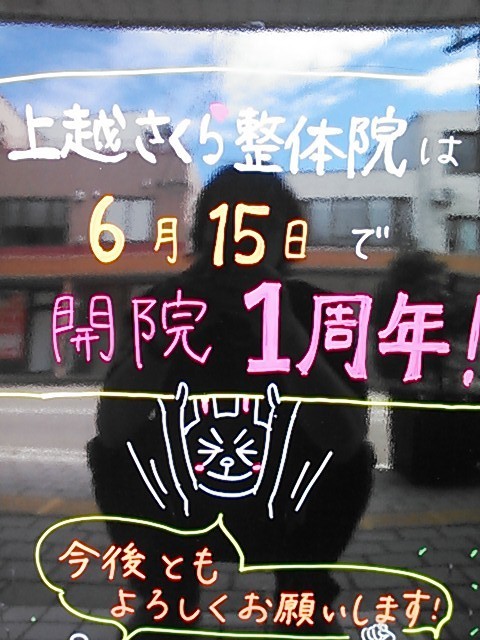 上越さくら整体院は
6月15日で
開院1周年!
今後とも
よろしくお願いします!